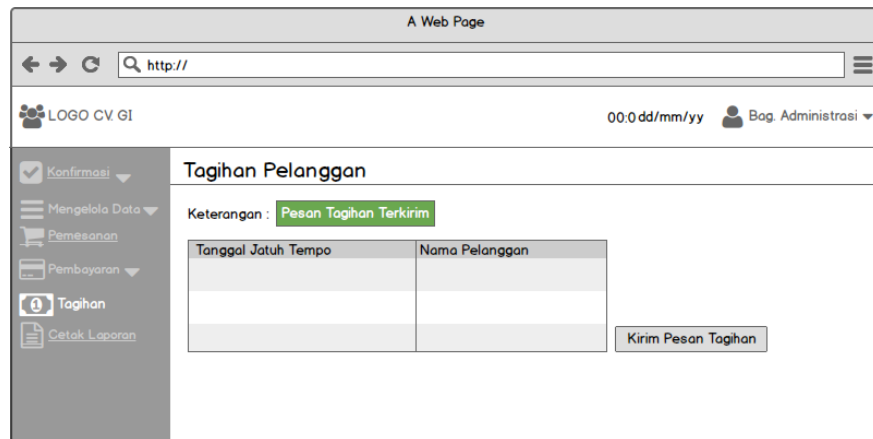 A Web Page
http://
LOGO CV. GI
00:0 dd/mm/yy
Bag. Administrasi
Konfirmasi
Mengelola Data
Pemesanan
Pembayaran
1 Tagihan
Cetak Laporan
Tagihan Pelanggan
Keterangan : Pesan Tagihan Terkirim
Tanggal Jatuh Tempo Nama Pelanggan
Kirim Pesan Tagihan